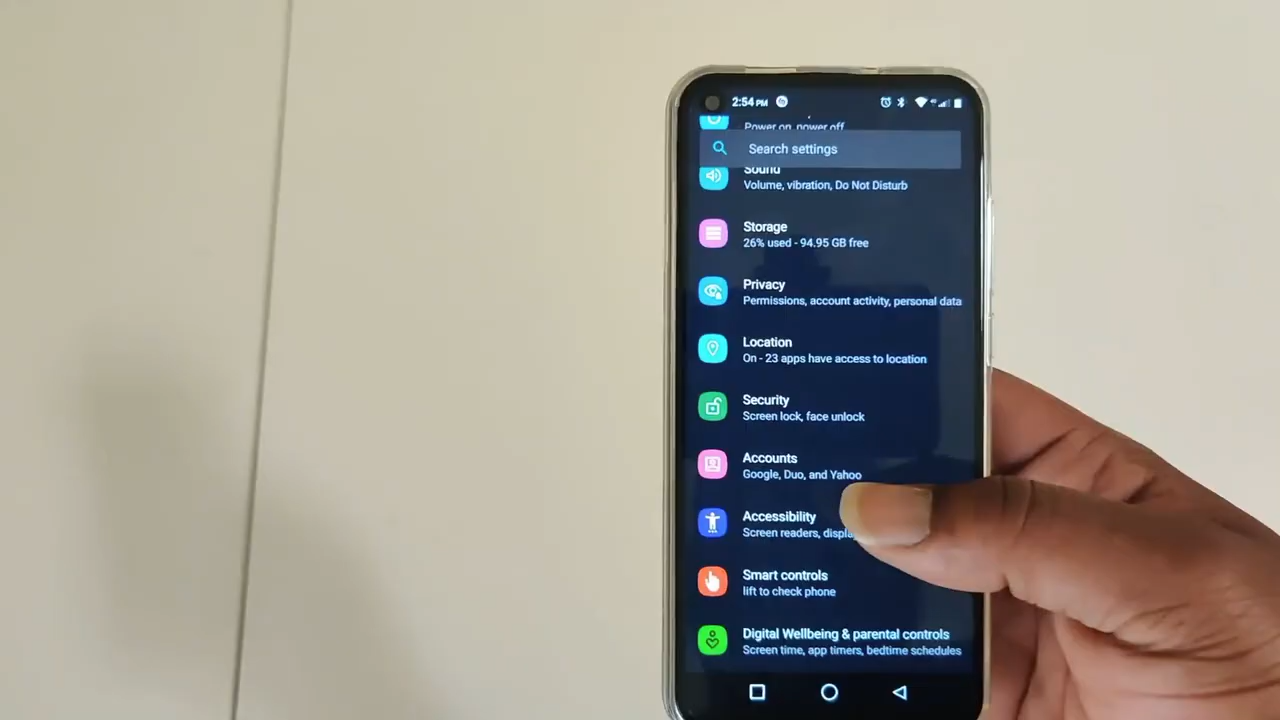 2:54 PM
Power on, power off
Search settings
Sound
Volume, vibration, Do Not Disturb
Storage
26% used - 94.95 GB free
Privacy
Permissions, account activity, personal data
Location
On - 23 apps have access to location
Security
Screen lock, face unlock
Accounts
Google, Duo, and Yahoo
Accessibility
Screen readers,
Smart controls
lift to check phone
Digital Wellbeing & parental controls
Screen time, app timers, bedtime schedules